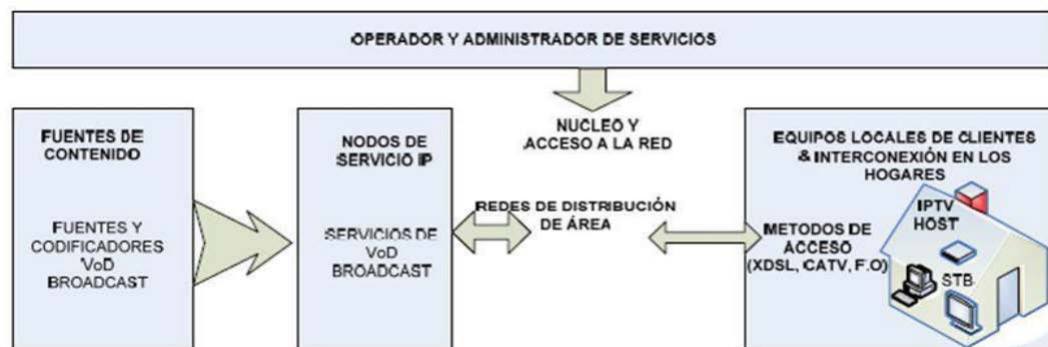 OPERADOR Y ADMINISTRADOR DE SERVICIOS
FUENTES DE
CONTENIDO
FUENTES Y
CODIFICADORES
VoD
BROADCAST
NODOS DE
SERVICIO IP
SERVICIOS DE
VoD
BROADCAST
NUCLEO Y
ACCESO A LA RED
REDES DE DISTRIBUCIÓN
DE ÁREA
EQUIPOS LOCALES DE CLIENTES
& INTERCONEXIÓN EN LOS
HOGARES
METODOS DE
ACCESO
(XDSL, CATV, F.O)
IPTV
HOST
STB